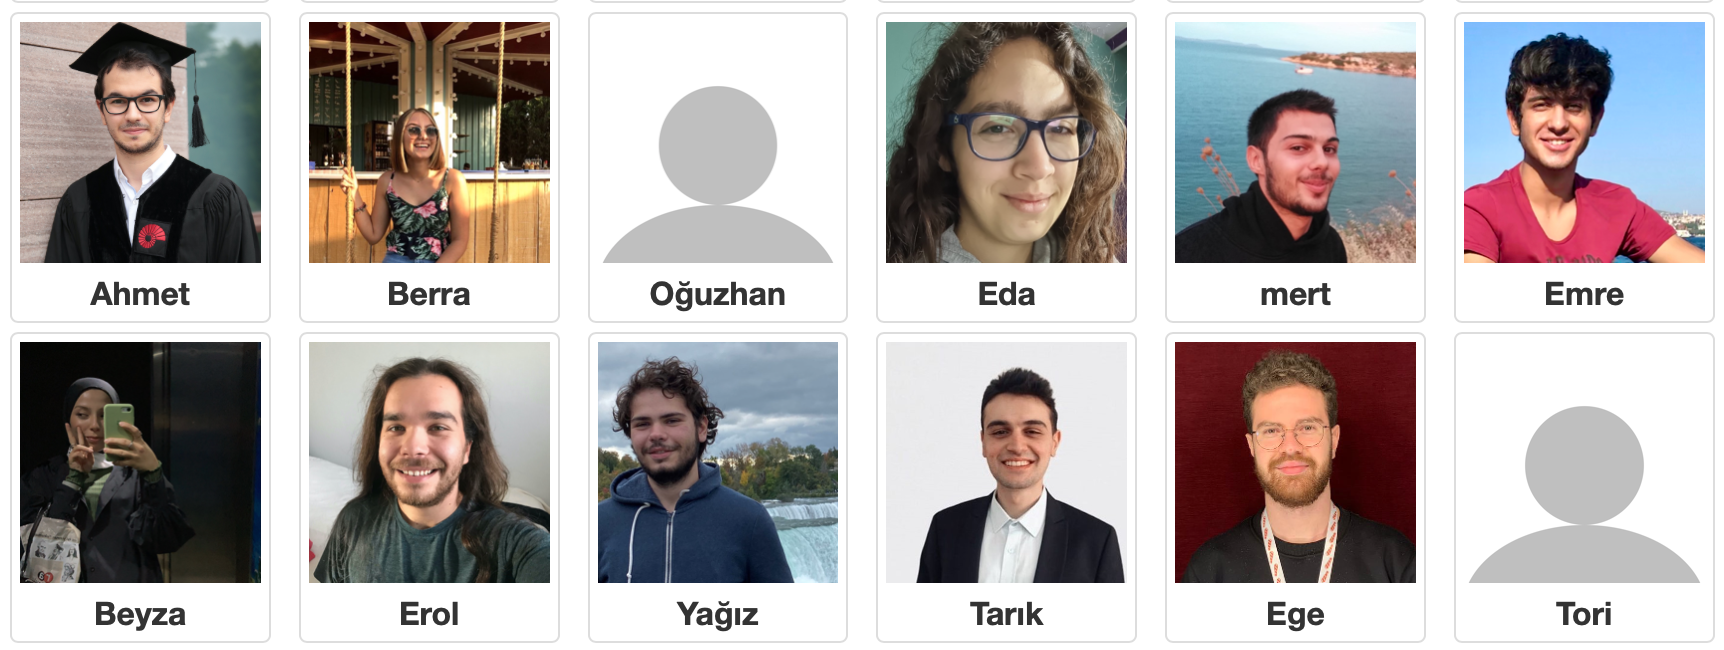 Ahmet
Berra
Oğuzhan
Eda
mert
Emre
Beyza
Erol
Yağız
Tarık
Ege
Tori